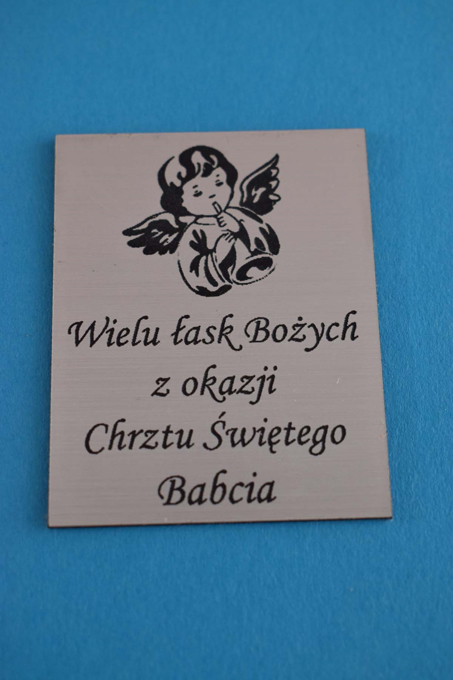 Wielu łask Bożych
z okazji
Chrztu Świętego
Babcia